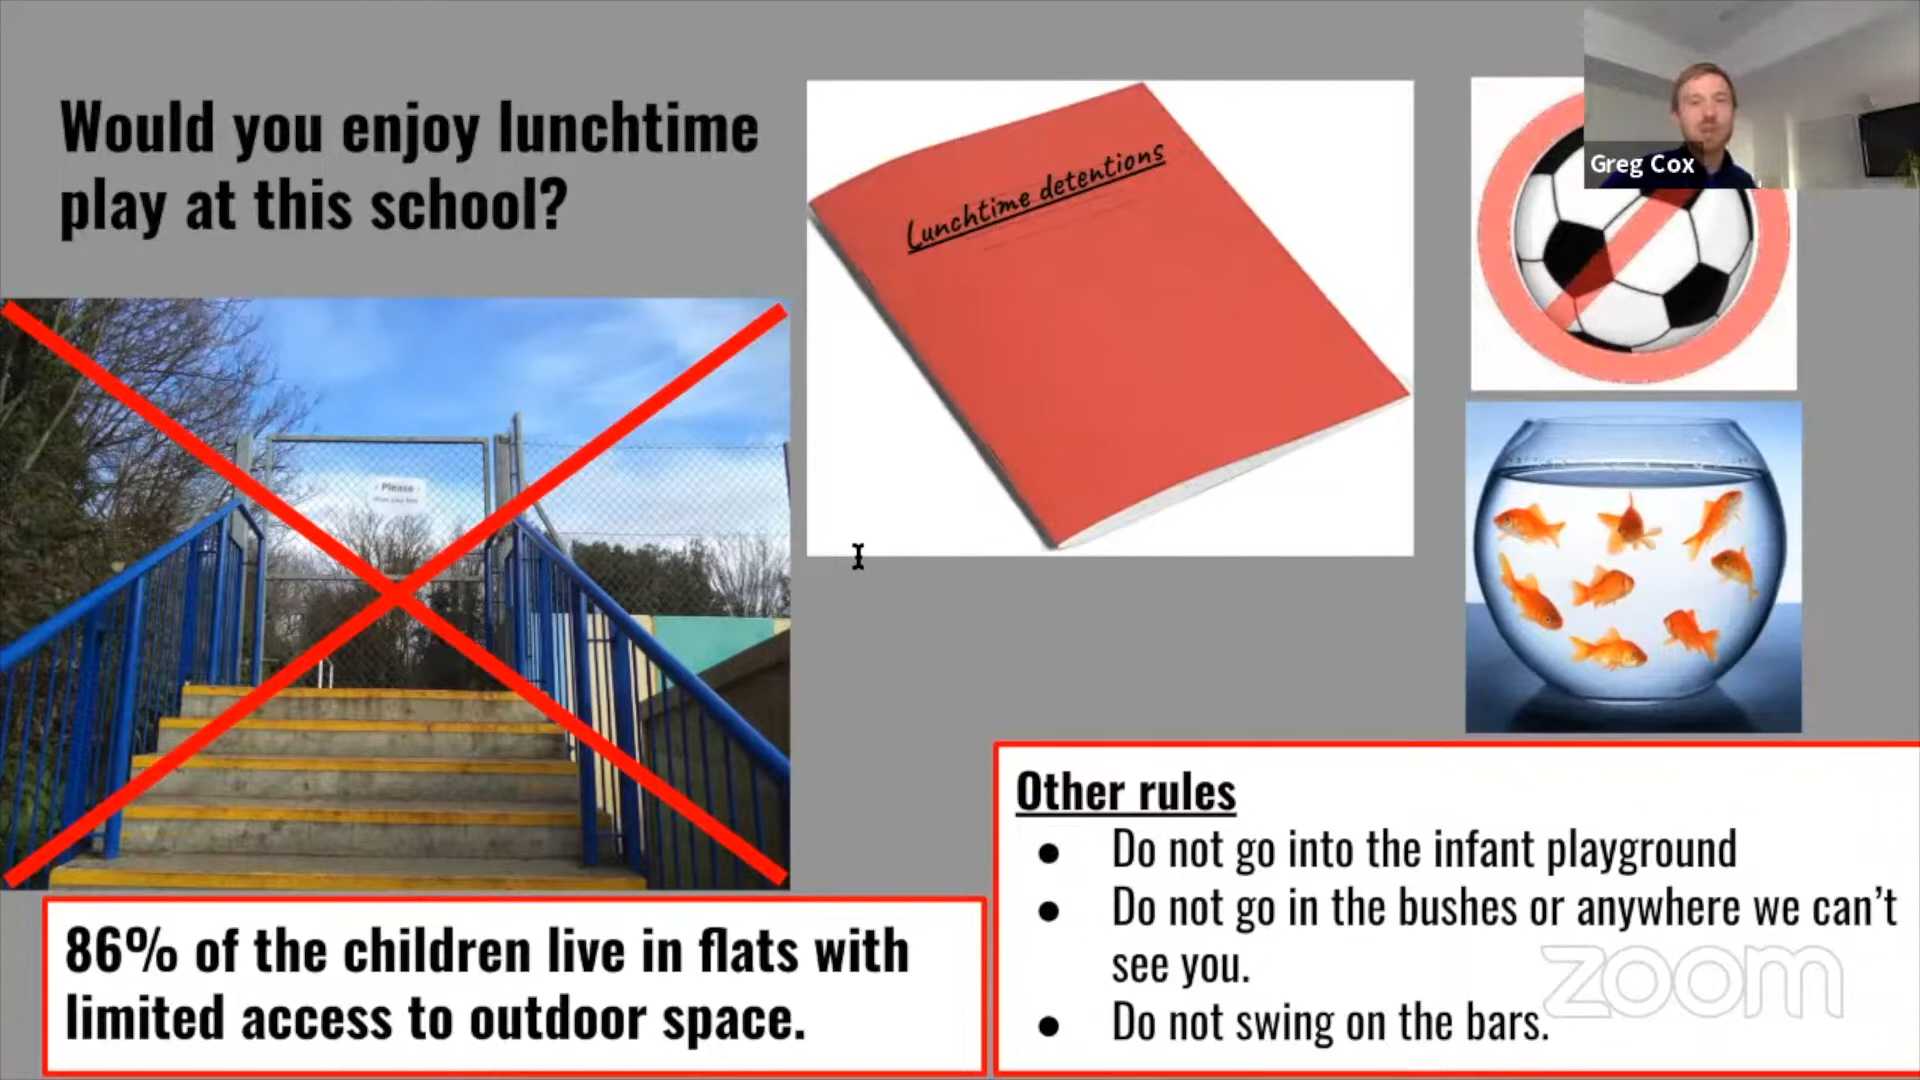 Would you enjoy lunchtime
play at this school?
Lunchtime detentions
Greg Cox
Please
86% of the children live in flats with
limited access to outdoor space.
Other rules
● Do not go into the infant playground
● Do not go in the bushes or anywhere we can’t
see you.
● Do not swing on the bars.
zoom